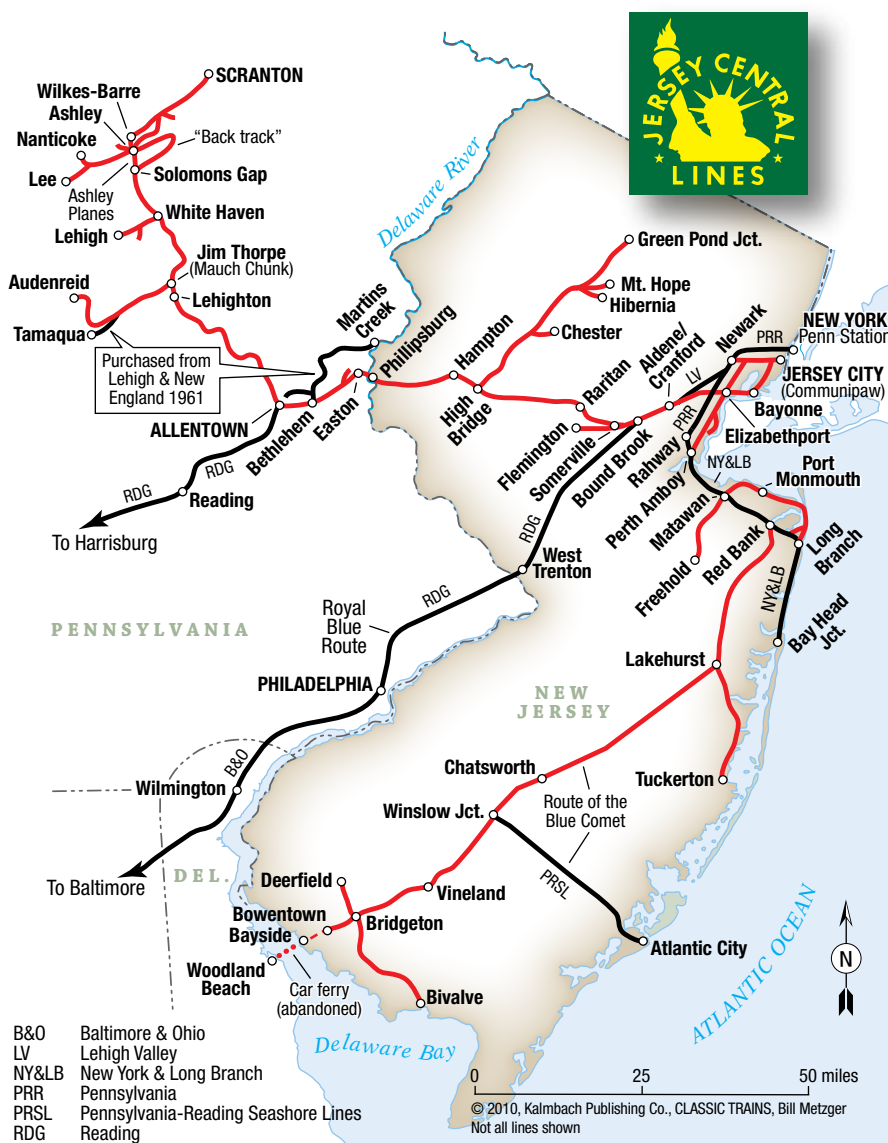 JERSEY CENTRAL
LINES
SCRANTON
Wilkes-Barre
Ashley
Nanticoke
"Back track"
Lee
Ashley
Planes
Solomons Gap
White Haven
Lehigh
Jim Thorpe
(Mauch Chunk)
Audenreid
Lehighton
Tamaqua
Purchased from
Lehigh & New
England 1961
Martins
Creek
Delaware River
Phillipsburg
ALLENTOWN
Bethlehem
Easton
RDG
RDG
Reading
To Harrisburg
Green Pond Jct.
Mt. Hope
Hibernia
Chester
Hampton
High
Bridge
Raritan
Aldene/
Cranford
LV
Newark
PRR
NEW YORK
Penn Station
JERSEY CITY
(Communipaw)
Bayonne
Elizabethport
Flemington
Somerville
Bound Brook
PRR
Rahway
Perth Amboy
NY&LB
Port
Monmouth
Matawan
Freehold
Red Bank
Long
Branch
NY&LB
Bay Head
Jct.
RDG
West
Trenton
RDG
Royal
Blue
Route
PENNSYLVANIA
PHILADELPHIA
NEW
JERSEY
Lakehurst
B&O
Wilmington
Chatsworth
Tuckerton
Winslow Jct.
Route of the
Blue Comet
PRSL
To Baltimore
DEL.
Deerfield
Vineland
Bowentown
Bridgeton
Bayside
Woodland
Beach
Car ferry
(abandoned)
Bivalve
Atlantic City
ATLANTIC OCEAN
N
Delaware Bay
B&O Baltimore & Ohio
LV Lehigh Valley
NY&LB New York & Long Branch
PRR Pennsylvania
PRSL Pennsylvania-Reading Seashore Lines
RDG Reading
0 25 50 miles
© 2010, Kalmbach Publishing Co., CLASSIC TRAINS, Bill Metzger
Not all lines shown